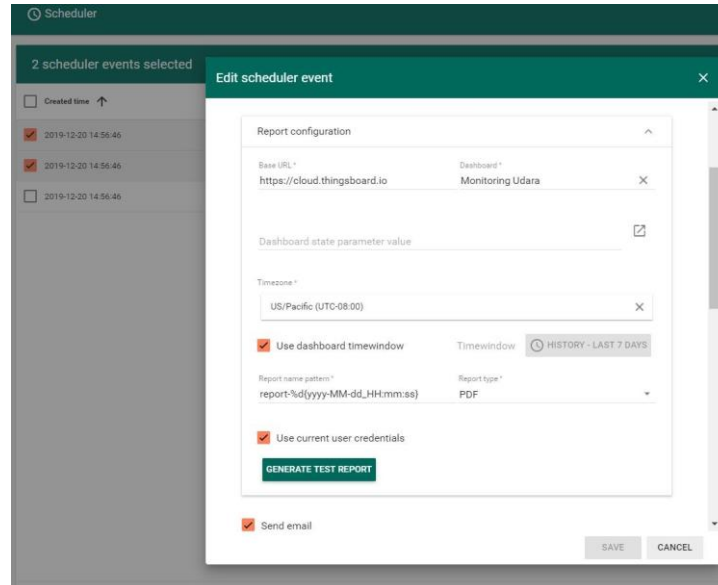 Scheduler
2 scheduler events selected
Created time
2019-12-20 14:56:46
2019-12-20 14:56:46
2019-12-20 14:56:46
Edit scheduler event
Report configuration
Base URL * Dashboard *
https://cloud.thingsboard.io Monitoring Udara
Dashboard state parameter value
Timezone *
US/Pacific (UTC-08:00)
Use dashboard timewindow Timewindow HISTORY - LAST 7 DAYS
Report name pattern * Report type *
report-%d{yyyy-MM-dd_HH:mm:ss} PDF
Use current user credentials
GENERATE TEST REPORT
Send email
SAVE CANCEL